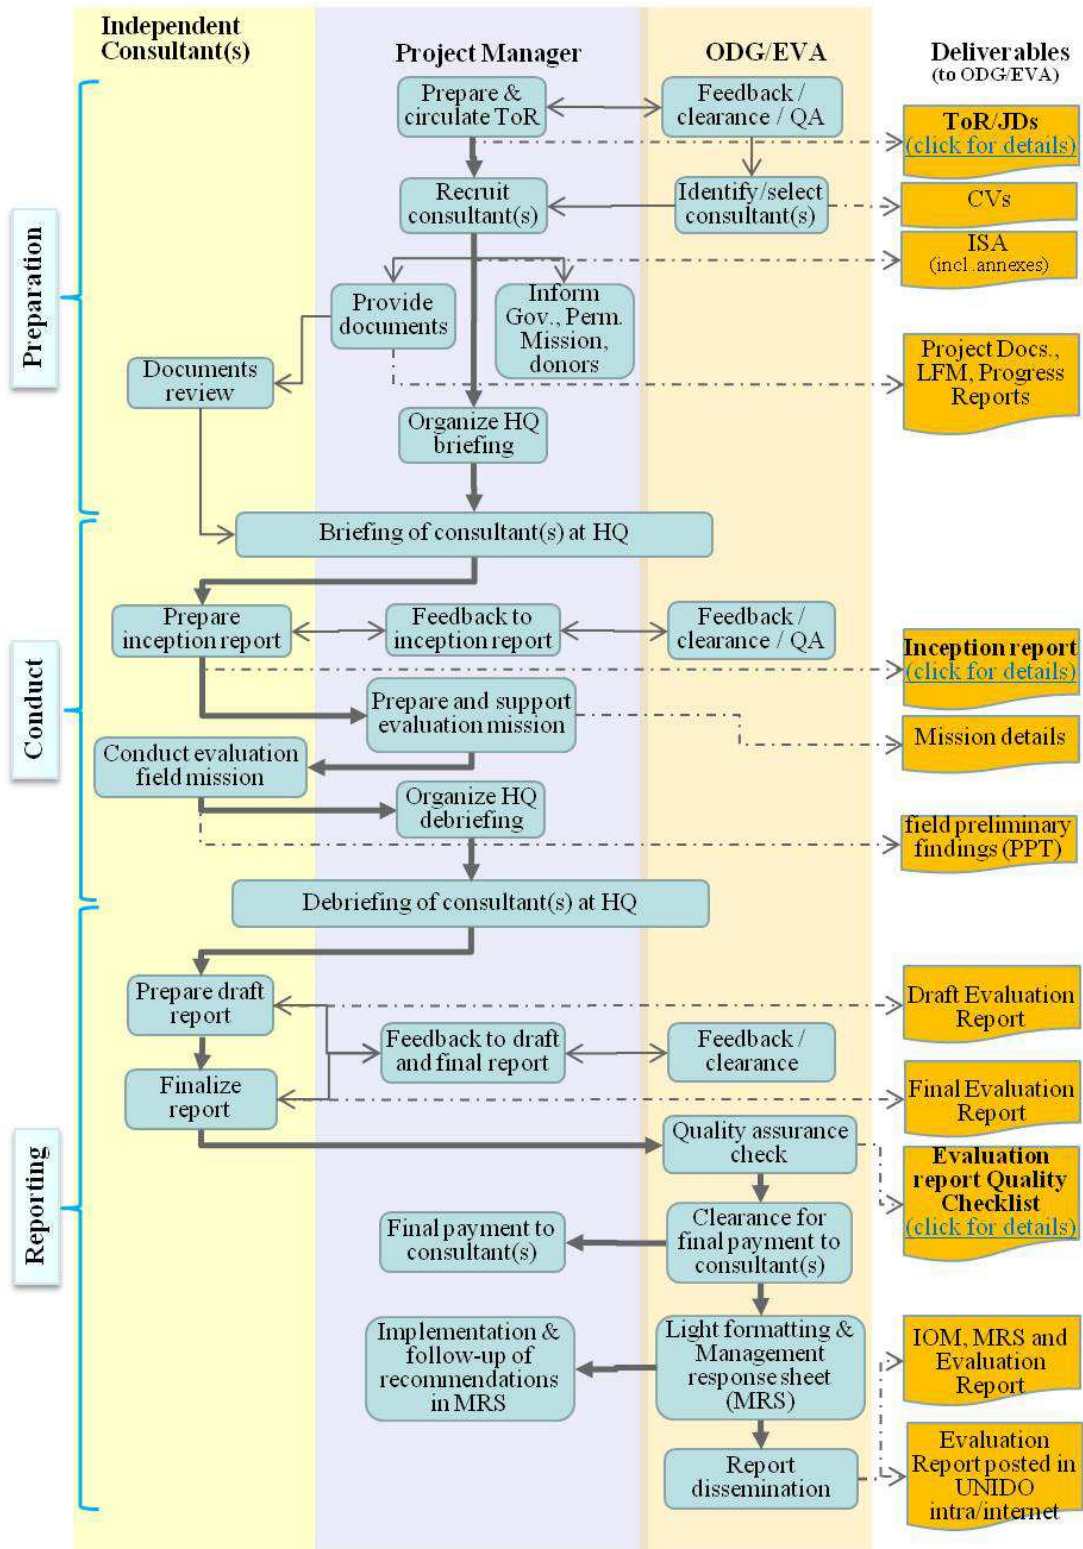 Independent
Consultant(s)
Project Manager
ODG/EVA
Deliverables
(to ODG/EVA)
Preparation
Prepare &
circulate ToR
Feedback /
clearance / QA
ToR/JDs
(click for details)
Recruit
consultant(s)
Identify/select
consultant(s)
CVs
ISA
(incl .annexes)
Provide
documents
Inform
Gov., Perm.
Mission,
donors
Documents
review
Project Docs.,
LFM, Progress
Reports
Organize HQ
briefing
Briefing of consultant(s) at HQ
Conduct
Prepare
inception report
Feedback to
inception report
Feedback /
clearance / QA
Inception report
(click for details)
Prepare and support
evaluation mission
Mission details
Conduct evaluation
field mission
Organize HQ
debriefing
field preliminary
findings (PPT)
Debriefing of consultant(s) at HQ
Reporting
Prepare draft
report
Draft Evaluation
Report
Feedback to draft
and final report
Feedback /
clearance
Finalize
report
Final Evaluation
Report
Quality assurance
check
Evaluation
report Quality
Checklist
(click for details)
Final payment to
consultant(s)
Clearance for
final payment to
consultant(s)
Implementation &
follow-up of
recommendations
in MRS
Light formatting &
Management
response sheet
(MRS)
IOM, MRS and
Evaluation
Report
Report
dissemination
Evaluation
Report posted in
UNIDO
intra/internet